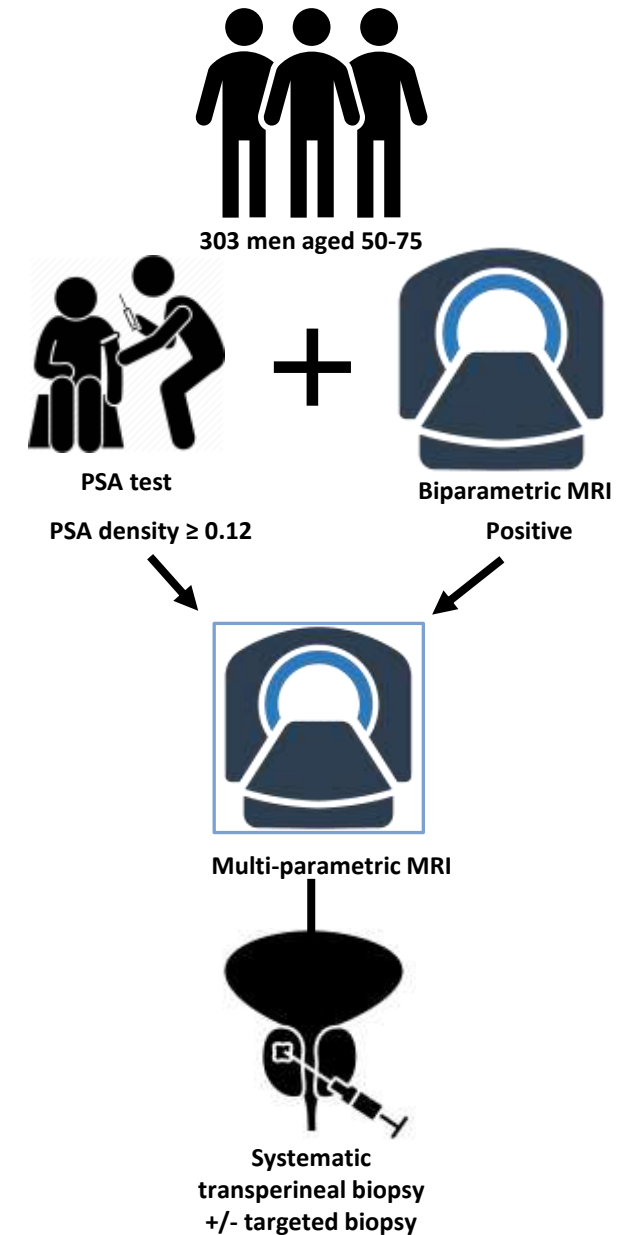 303 men aged 50-75
PSA test
Biparametric MRI
PSA density ≥ 0.12
Positive
Multi-parametric MRI
Systematic
transperineal biopsy
+/- targeted biopsy